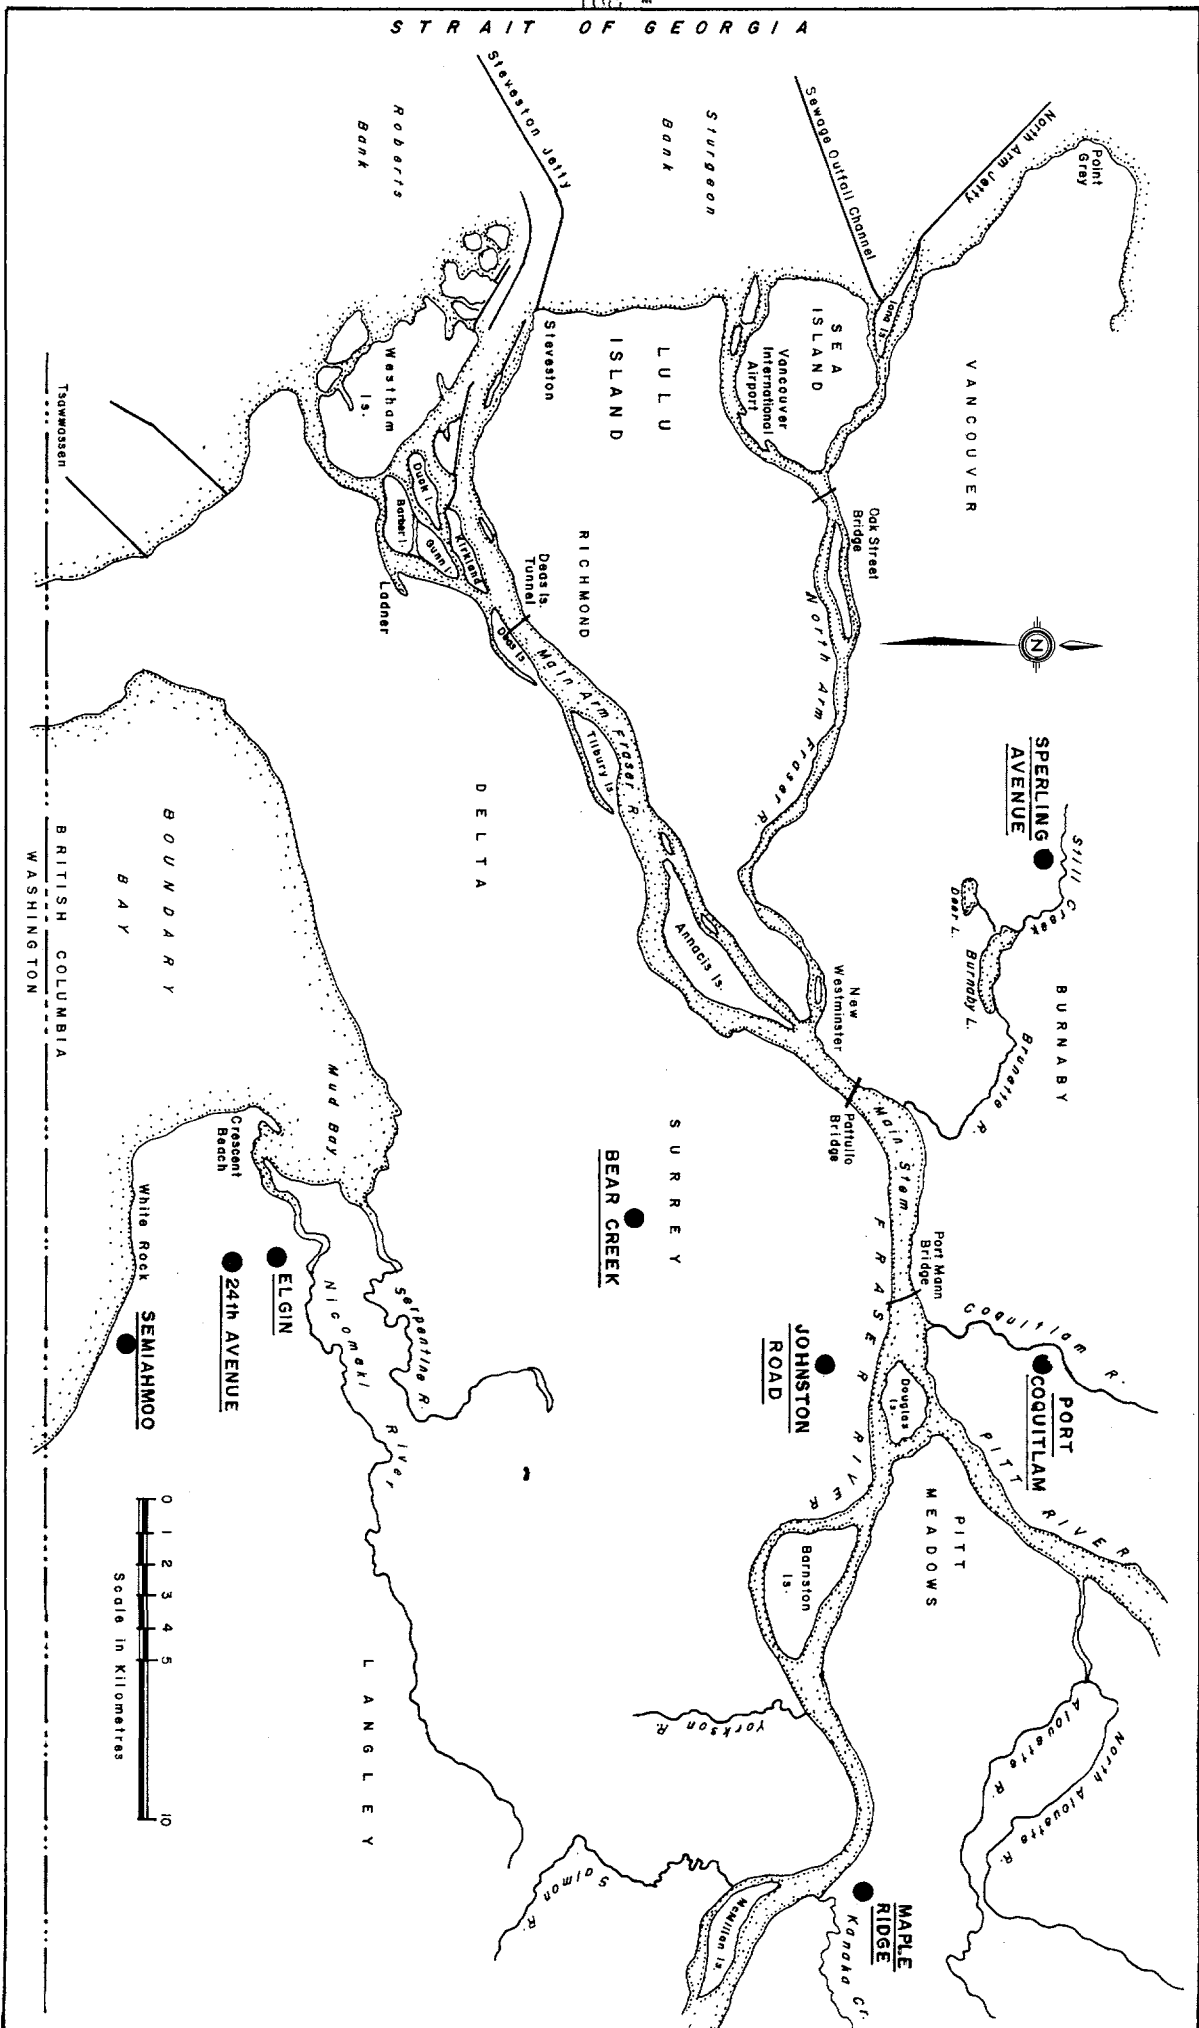 STRAIT OF GEORGIA
Point
Grey
North Arm Jetty
Sewage Outfall Channel
Iona Is.
Sturgeon
Bank
Steveston Jetty
Roberts
Bank
VANCOUVER
SEA
ISLAND
Vancouver
International
Airport
LULU
ISLAND
Steveston
Westham
Is.
Tsawwassen
Oak Street
Bridge
North Arm Fraser R.
RICHMOND
Deas Is.
Tunnel
Duck I.
Barber I.
Gunn I.
Kirkland
Deas Is.
Ladner
N
Main Arm Fraser R.
Tilbury Is.
DELTA
SPERLING
AVENUE
Still Creek
Deer L.
Burnaby L.
BURNABY
Brunette R.
Annacis Is.
New
Westminster
Pattullo
Bridge
Main Stem
FRASER RIVER
BOUNDARY
BAY
BRITISH COLUMBIA
WASHINGTON
Mud Bay
Crescent
Beach
White Rock
SURREY
BEAR CREEK
ELGIN
24th AVENUE
SEMIAHMOO
Nicomekl River
Serpentine R.
Port Mann
Bridge
Coquitlam R.
PORT
COQUITLAM
JOHNSTON
ROAD
Douglas
Is.
PITT RIVER
PITT
MEADOWS
Barnston
Is.
Yorkson
R.
Alouette R.
North Alouette R.
LANGLEY
Salmon R.
McMillan Is.
MAPLE
RIDGE
Kanaka Cr.
0 1 2 3 4 5 10
Scale in Kilometres